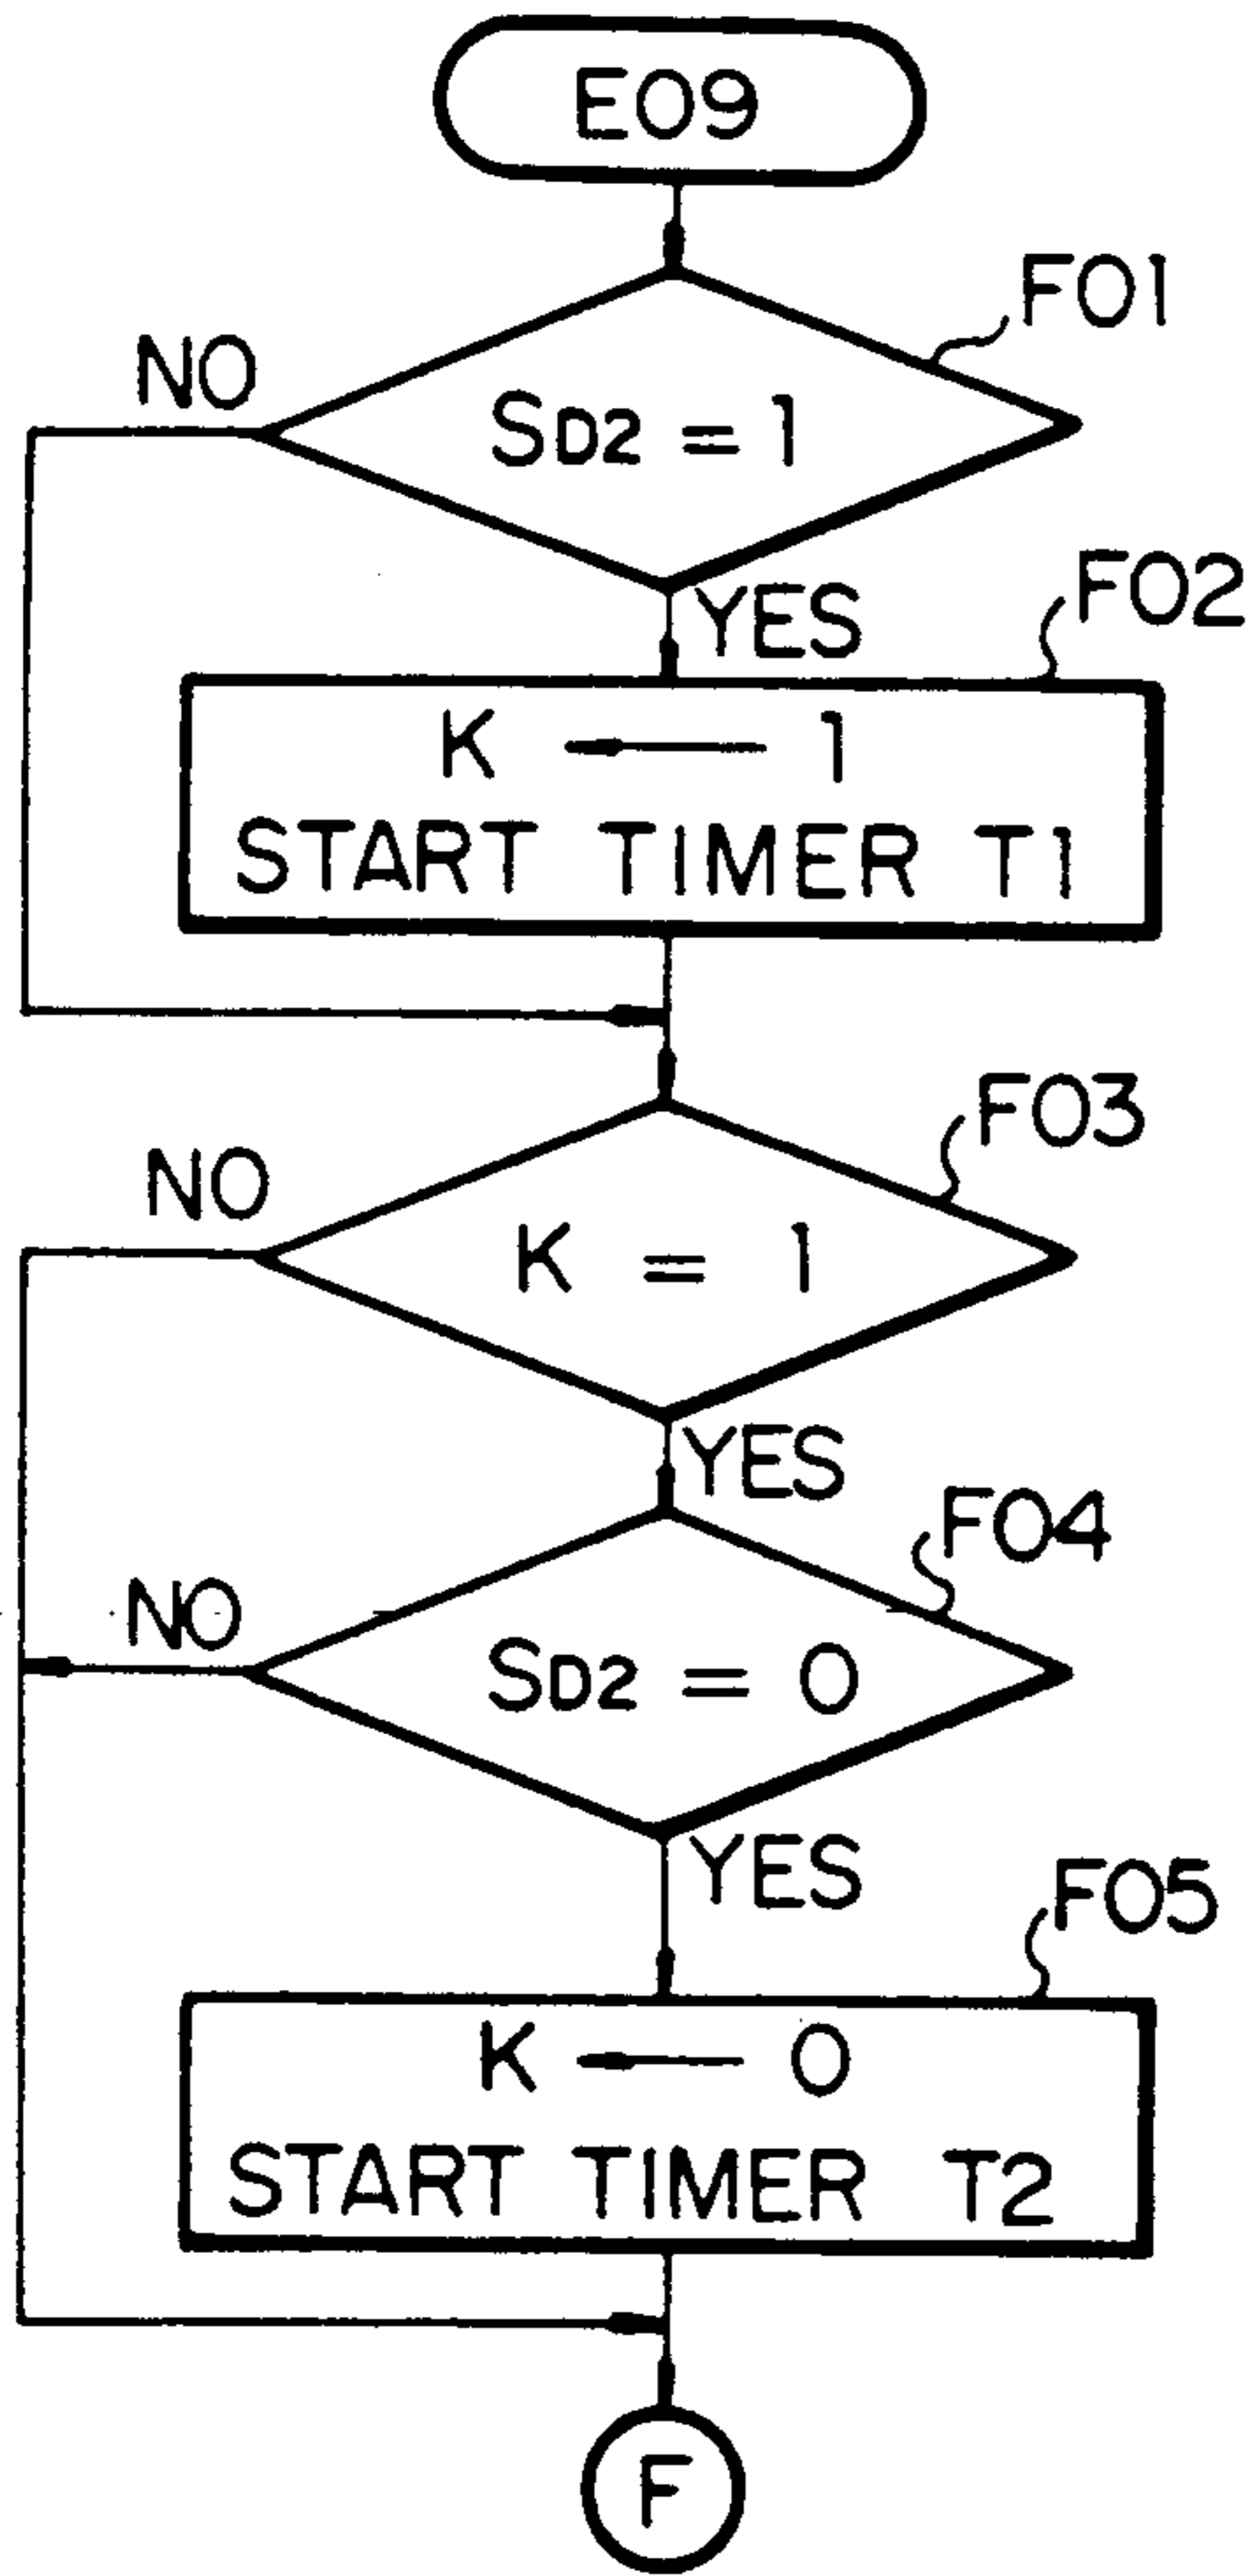 E09
F01
NO
SD2 = 1
YES
F02
K ← 1
START TIMER T1
F03
NO
K = 1
YES
F04
NO
SD2 = 0
YES
F05
K ← 0
START TIMER T2
F